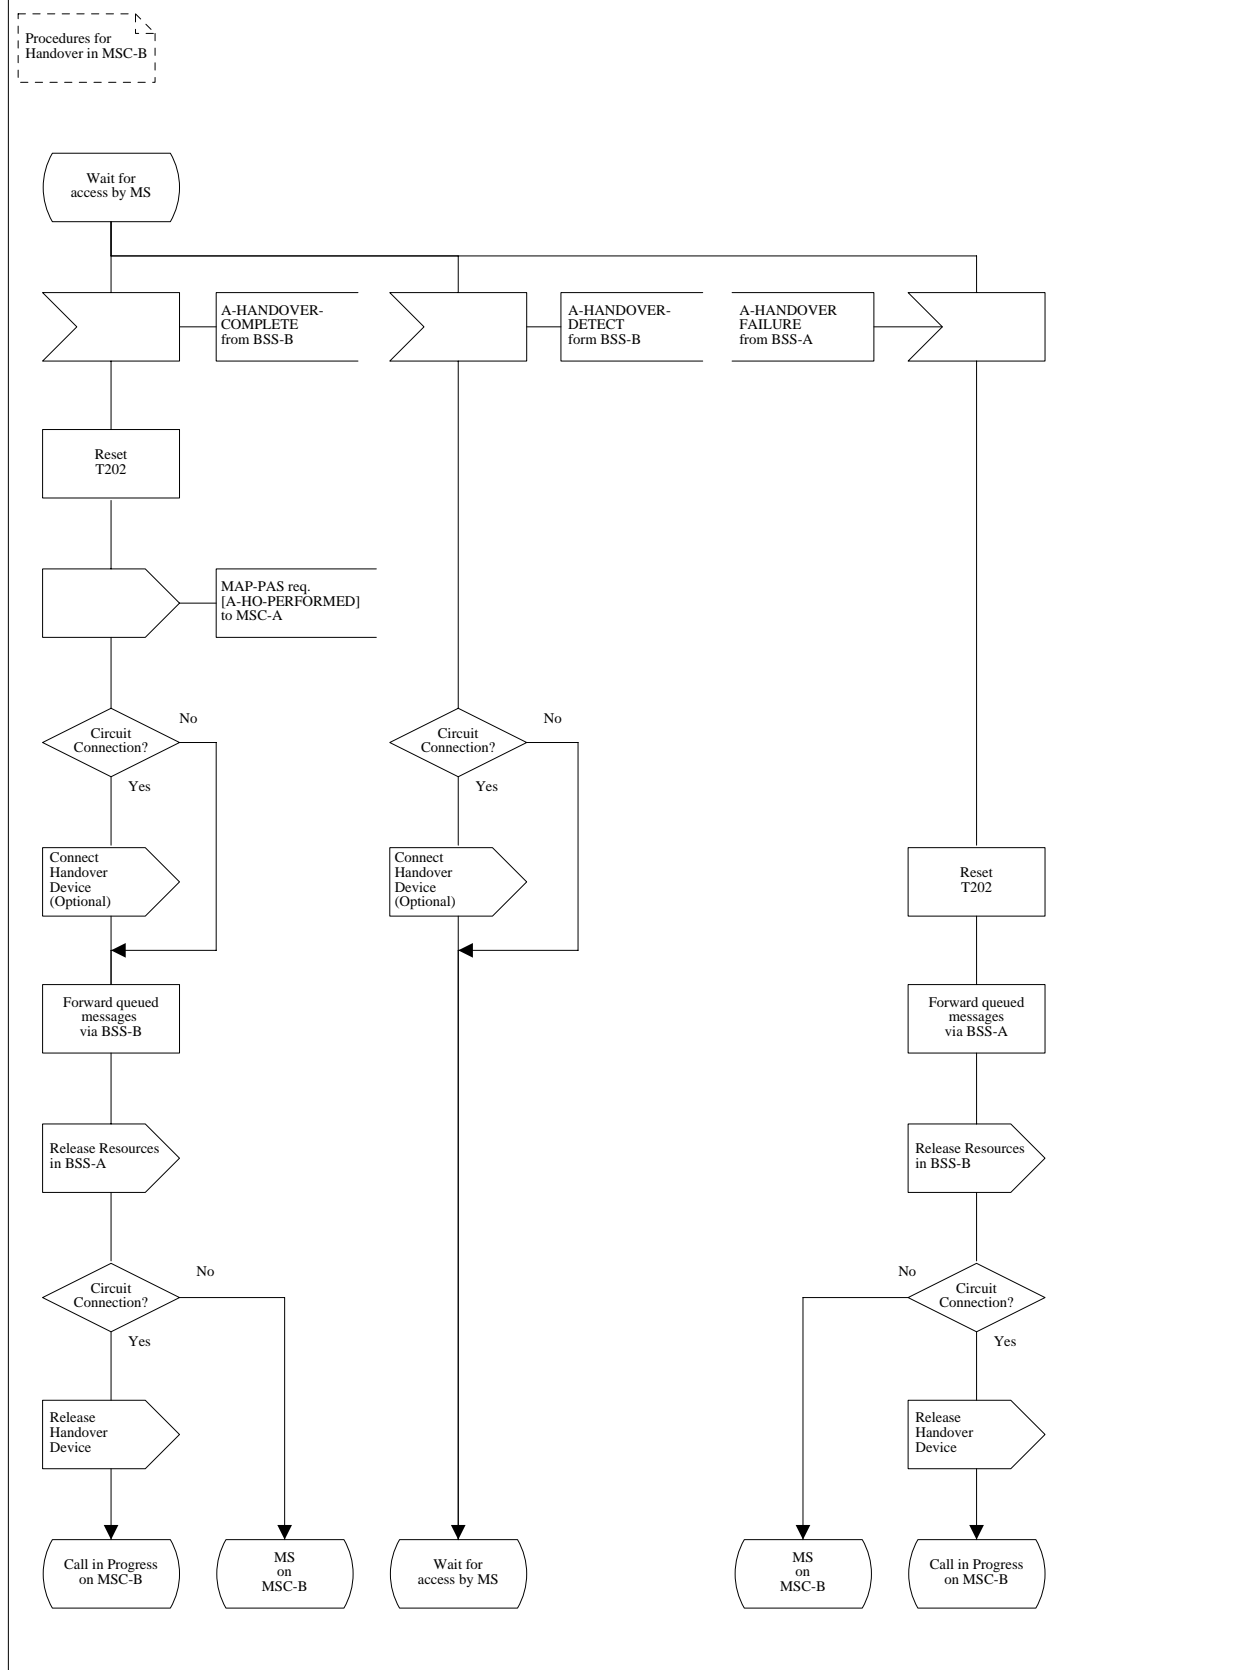 Procedures for
Handover in MSC-B
Wait for
access by MS
A-HANDOVER-
COMPLETE
from BSS-B
A-HANDOVER-
DETECT
form BSS-B
A-HANDOVER
FAILURE
from BSS-A
Reset
T202
MAP-PAS req.
[A-HO-PERFORMED]
to MSC-A
Circuit
Connection?
No
Yes
Circuit
Connection?
No
Yes
Connect
Handover
Device
(Optional)
Connect
Handover
Device
(Optional)
Reset
T202
Forward queued
messages
via BSS-B
Forward queued
messages
via BSS-A
Release Resources
in BSS-A
Release Resources
in BSS-B
Circuit
Connection?
No
Yes
No
Circuit
Connection?
Yes
Release
Handover
Device
Release
Handover
Device
Call in Progress
on MSC-B
MS
on
MSC-B
Wait for
access by MS
MS
on
MSC-B
Call in Progress
on MSC-B